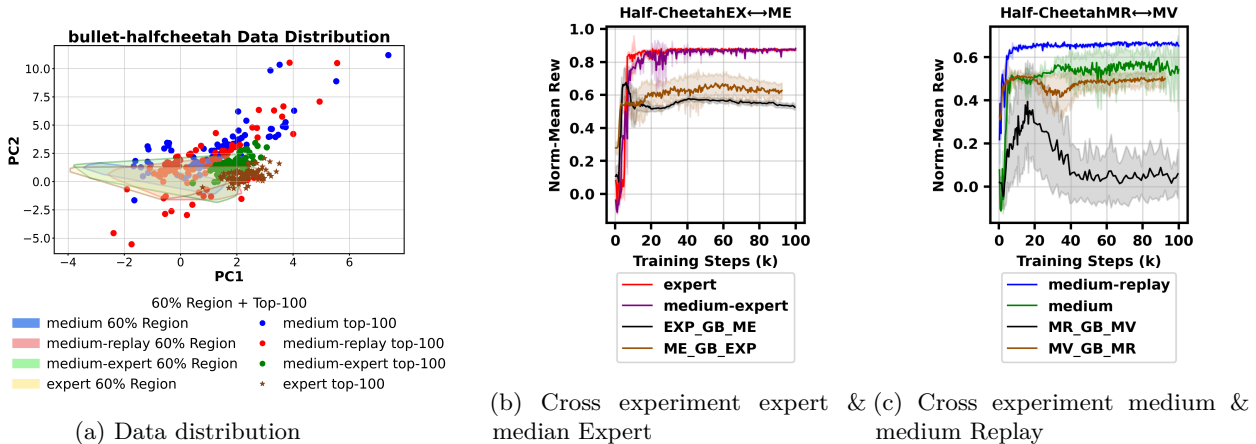 bullet-halfcheetah Data Distribution
PC2
10.0
7.5
5.0
2.5
0.0
−2.5
−5.0
−4
−2
0
2
4
6
PC1
60% Region + Top-100
medium 60% Region
medium-replay 60% Region
medium-expert 60% Region
expert 60% Region
medium top-100
medium-replay top-100
medium-expert top-100
expert top-100
(a) Data distribution
Half-CheetahEX⟷ME
Norm-Mean Rew
1.0
0.8
0.6
0.4
0.2
0.0
0
20
40
60
80
100
Training Steps (k)
expert
medium-expert
EXP_GB_ME
ME_GB_EXP
(b) Cross experiment expert &
median Expert
Half-CheetahMR⟷MV
Norm-Mean Rew
0.6
0.4
0.2
0.0
0
20
40
60
80
100
Training Steps (k)
medium-replay
medium
MR_GB_MV
MV_GB_MR
(c) Cross experiment medium &
medium Replay